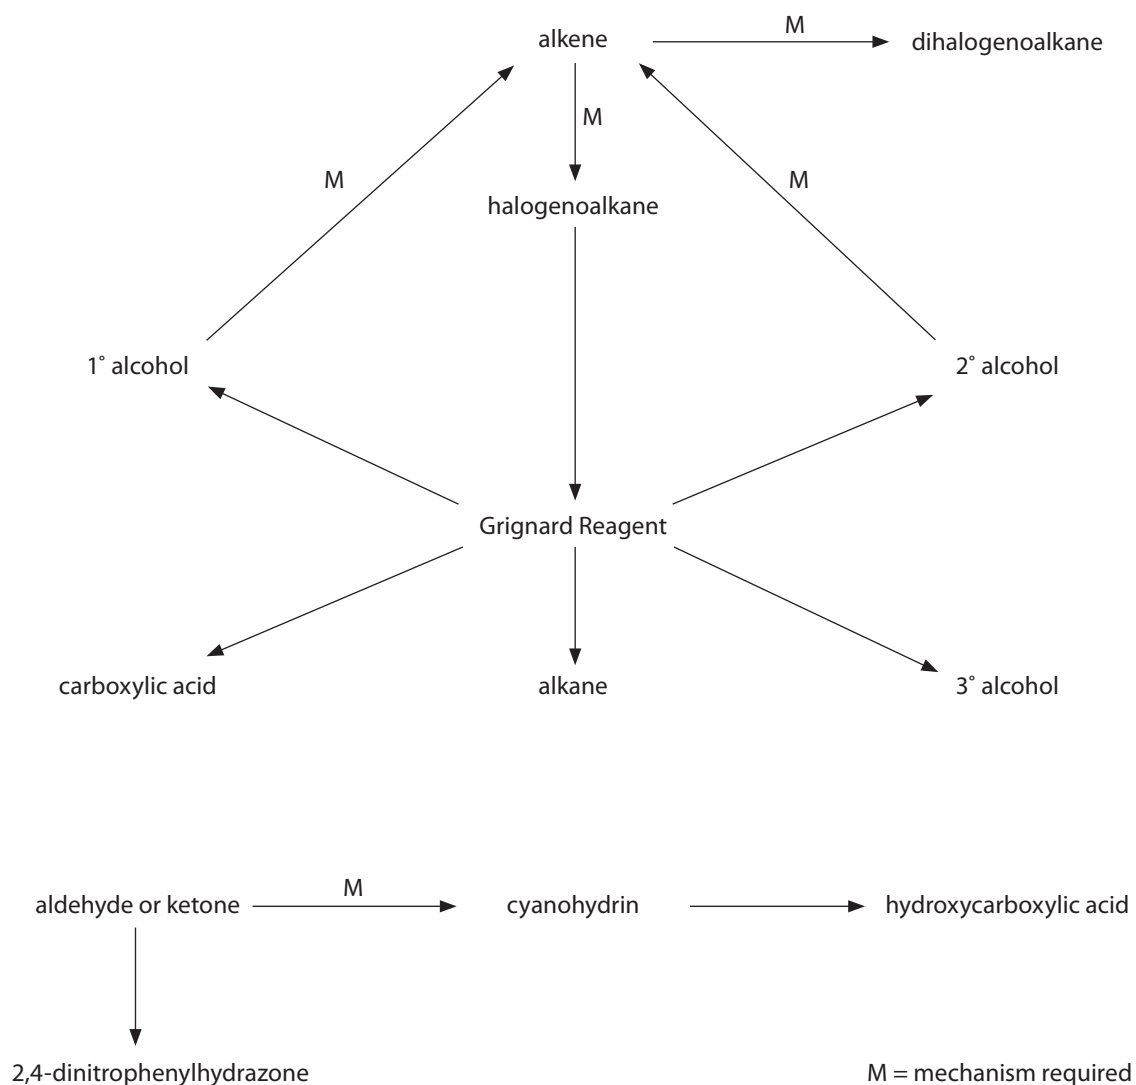 M
alkene
dihalogenoalkane
M
M
M
halogenoalkane
1° alcohol
2° alcohol
Grignard Reagent
carboxylic acid
alkane
3° alcohol
M
aldehyde or ketone
cyanohydrin
hydroxycarboxylic acid
2,4-dinitrophenylhydrazone
M = mechanism required